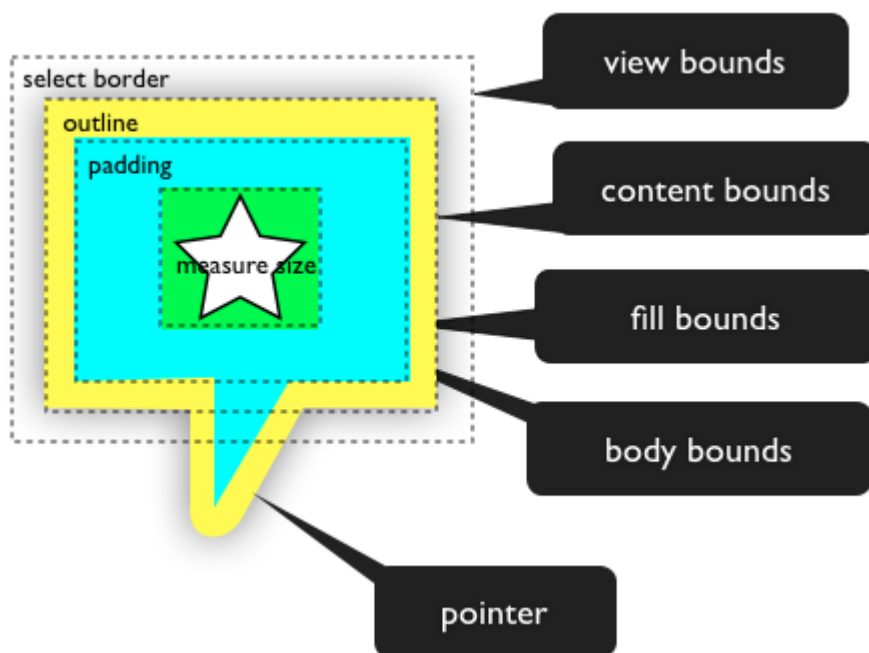 view bounds
select border
outline
padding
content bounds
measure size
fill bounds
body bounds
pointer